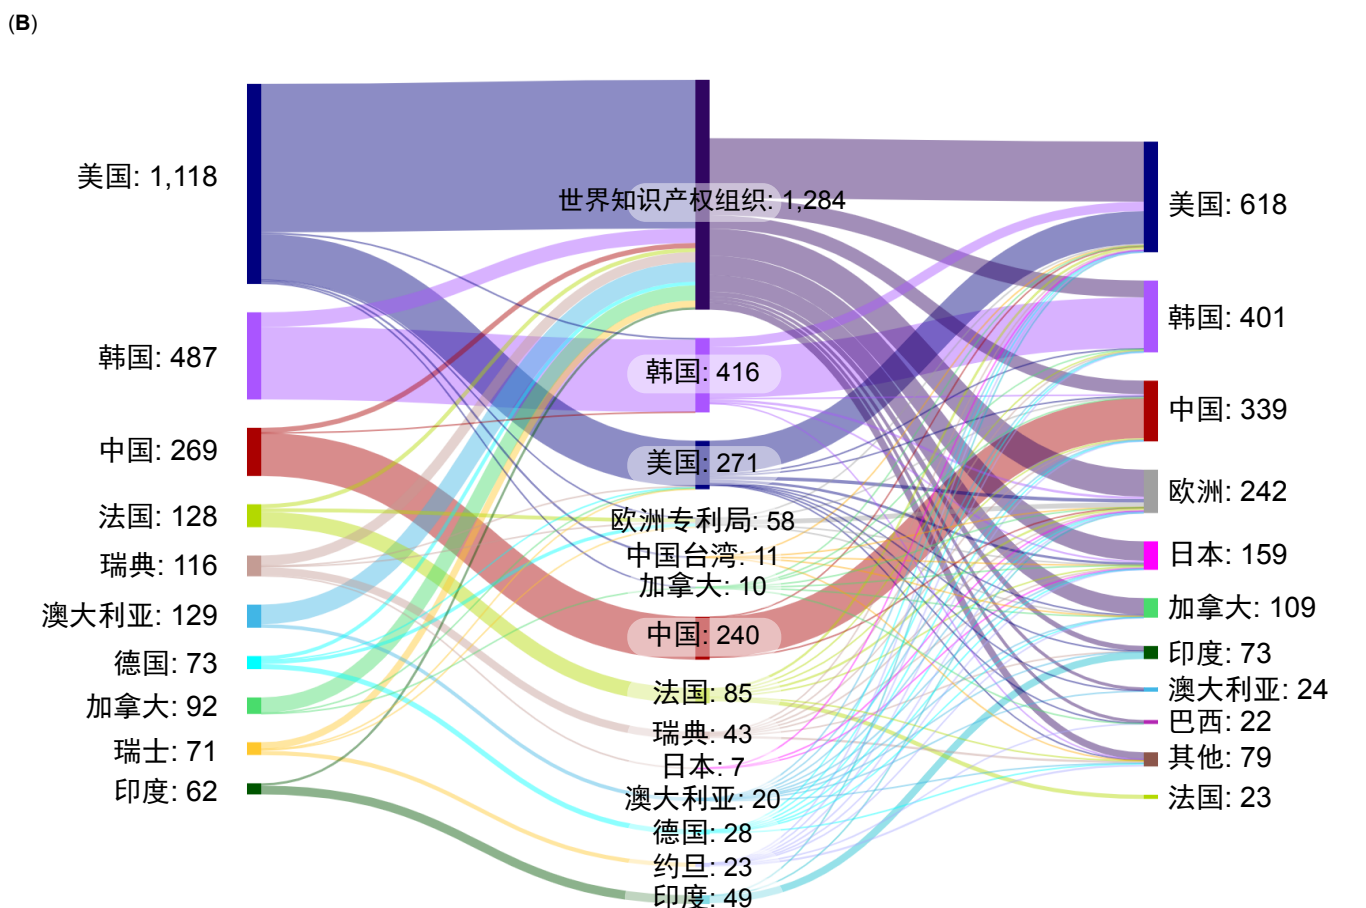 (B)
美国: 1,118
韩国: 487
中国: 269
法国: 128
瑞典: 116
澳大利亚: 129
德国: 73
加拿大: 92
瑞士: 71
印度: 62
世界知识产权组织: 1,284
韩国: 416
美国: 271
欧洲专利局: 58
中国台湾: 11
加拿大: 10
中国: 240
法国: 85
瑞典: 43
日本: 7
澳大利亚: 20
德国: 28
约旦: 23
印度: 49
美国: 618
韩国: 401
中国: 339
欧洲: 242
日本: 159
加拿大: 109
印度: 73
澳大利亚: 24
巴西: 22
其他: 79
法国: 23